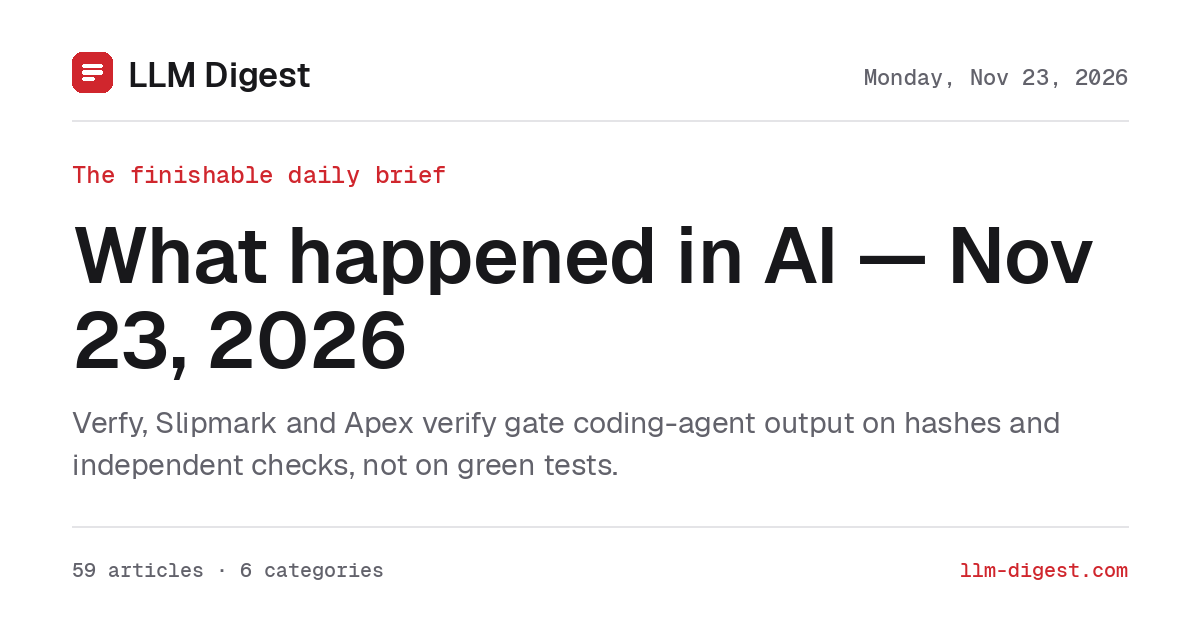 LLM Digest
Monday, Nov 23, 2026
The finishable daily brief
What happened in AI — Nov
23, 2026
Verfy, Slipmark and Apex verify gate coding-agent output on hashes and
independent checks, not on green tests.
59 articles · 6 categories
llm-digest.com